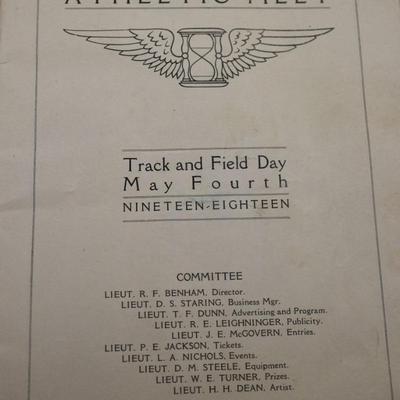 ATHLETIC MEET
Track and Field Day
May Fourth
NINETEEN-EIGHTEEN
COMMITTEE
LIEUT. R. F. BENHAM, Director.
LIEUT. D. S. STARING, Business Mgr.
LIEUT. T. F. DUNN, Advertising and Program.
LIEUT. R. E. LEIGHNINGER, Publicity.
LIEUT. J. E. McGOVERN, Entries.
LIEUT. P. E. JACKSON, Tickets.
LIEUT. L. A. NICHOLS, Events.
LIEUT. D. M. STEELE, Equipment.
LIEUT. W. E. TURNER, Prizes.
LIEUT. H. H. DEAN, Artist.